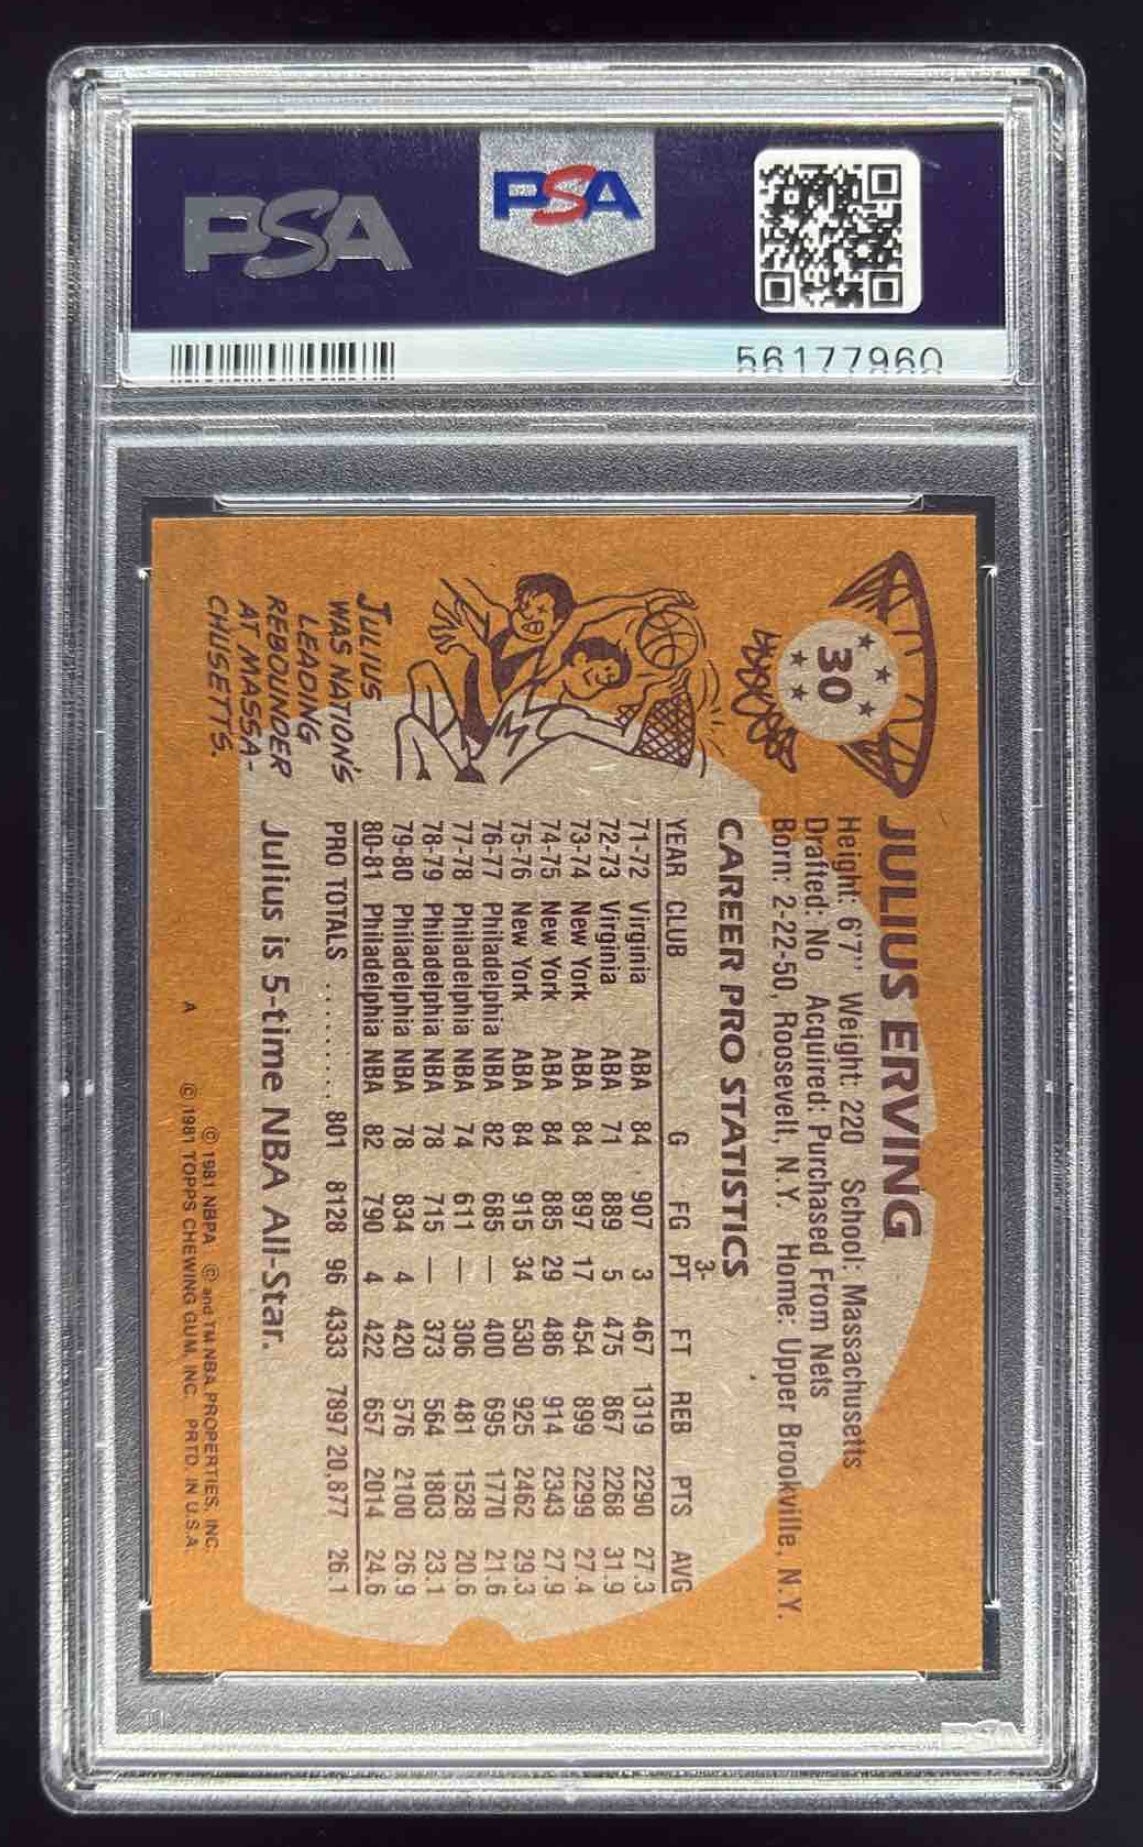 PSA
PSA
56177960
30
JULIUS ERVING
Height: 6'7'' Weight: 220 School: Massachusetts
Drafted: No Acquired: Purchased From Nets
Born: 2-22-50, Roosevelt, N.Y. Home: Upper Brookville, N.Y.
CAREER PRO STATISTICS
YEAR CLUB G FG 3-PT FT REB PTS AVG
71-72 Virginia ABA 84 907 3 467 1319 2290 27.3
72-73 Virginia ABA 71 889 5 475 867 2268 31.9
73-74 New York ABA 84 897 17 454 899 2299 27.4
74-75 New York ABA 84 885 29 486 914 2343 27.9
75-76 New York ABA 84 915 34 530 925 2462 29.3
76-77 Philadelphia NBA 82 685 — 400 695 1770 21.6
77-78 Philadelphia NBA 74 611 — 306 481 1528 20.6
78-79 Philadelphia NBA 78 715 — 373 564 1803 23.1
79-80 Philadelphia NBA 78 834 4 420 576 2100 26.9
80-81 Philadelphia NBA 82 790 4 422 657 2014 24.6
PRO TOTALS .......... 801 8128 96 4333 7897 20,877 26.1
JULIUS
WAS NATION'S
LEADING
REBOUNDER
AT MASSA-
CHUSETTS.
Julius is 5-time NBA All-Star.
© 1981 NBPA © and TM NBA PROPERTIES, INC.
A © 1981 TOPPS CHEWING GUM, INC. PRTD. IN U.S.A.
PSA